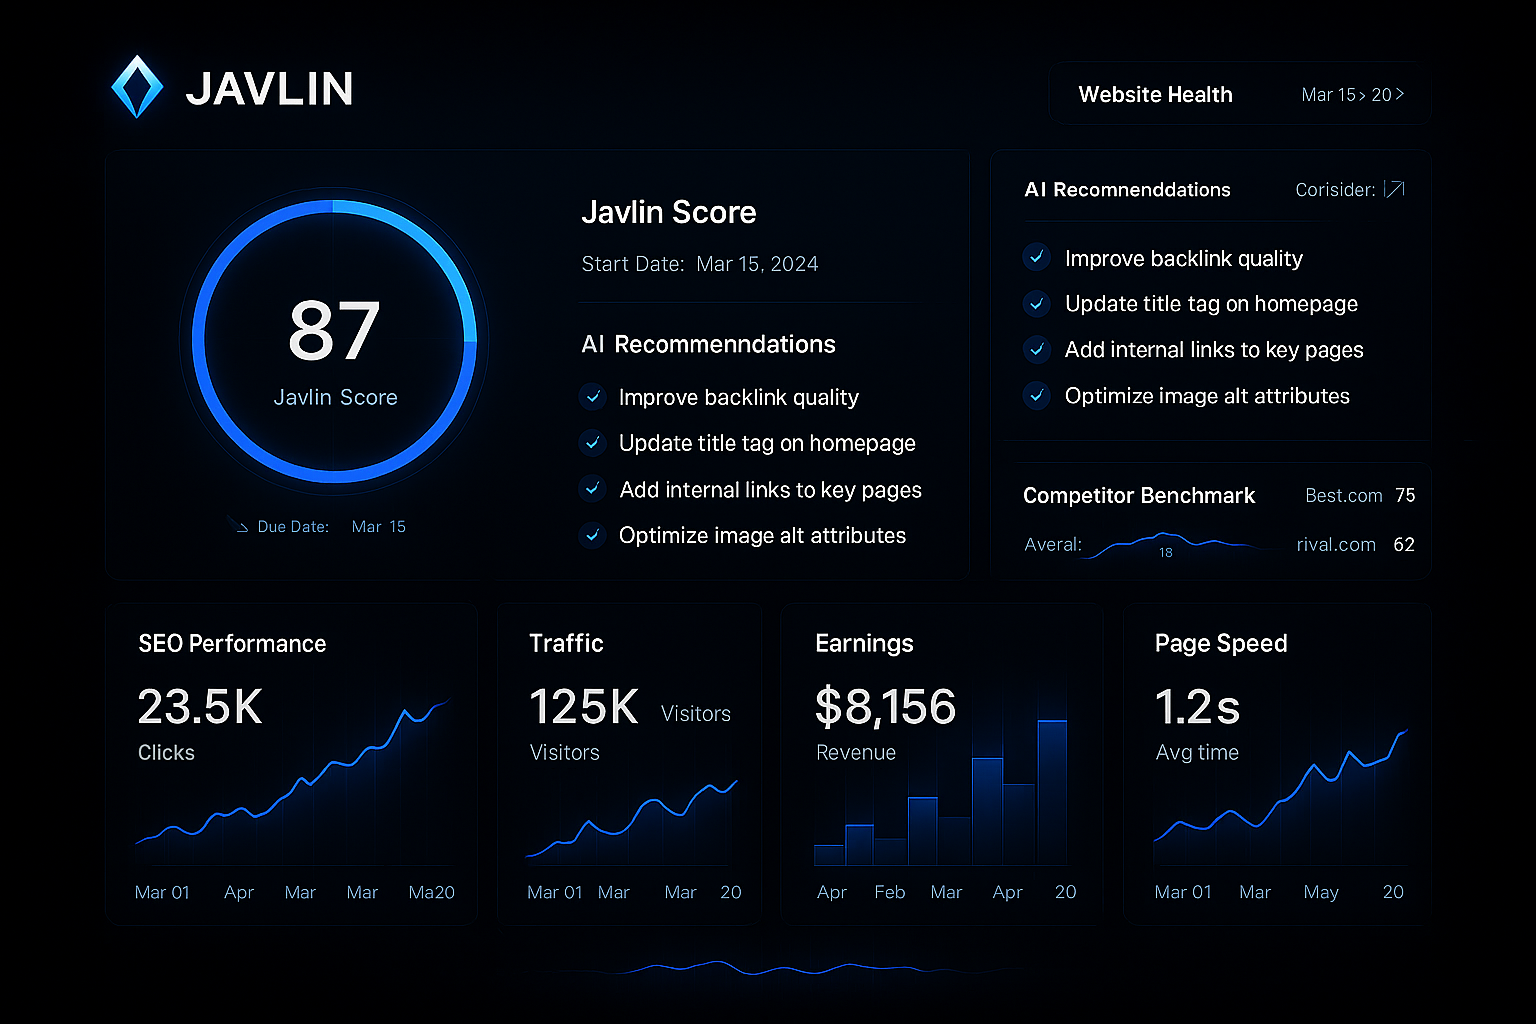 JAVLIN
Website Health
Mar 15 › 20 >
87
Javlin Score
Due Date: Mar 15
Javlin Score
Start Date: Mar 15, 2024
AI Recommenndations
Improve backlink quality
Update title tag on homepage
Add internal links to key pages
Optimize image alt attributes
AI Recomnenddations
Corisider:
Improve backlink quality
Update title tag on homepage
Add internal links to key pages
Optimize image alt attributes
Competitor Benchmark
Best.com 75
Averal:
18
rival.com 62
SEO Performance
23.5K
Clicks
Mar 01 Apr Mar Mar Ma20
Traffic
125K Visitors
Visitors
Mar 01 Mar Mar 20
Earnings
$8,156
Revenue
Apr Feb Mar Apr 20
Page Speed
1.2s
Avg time
Mar 01 Mar May 20